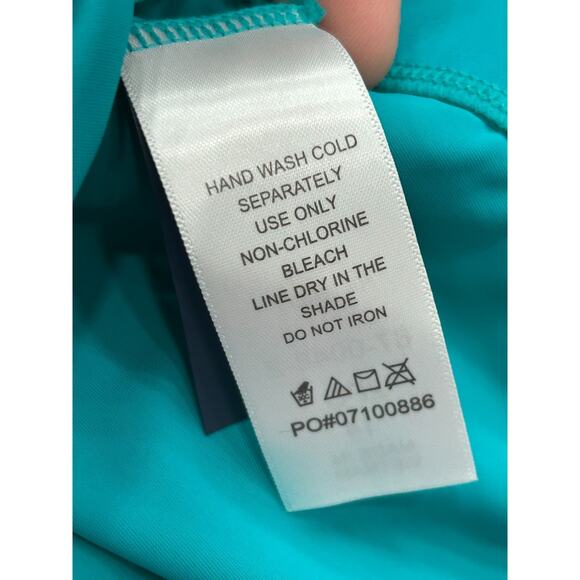 HAND WASH COLD
SEPARATELY
USE ONLY
NON-CHLORINE
BLEACH
LINE DRY IN THE
SHADE
DO NOT IRON
PO#07100886